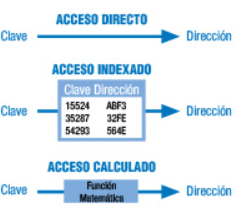 ACCESO DIRECTO
Clave Dirección
ACCESO INDEXADO
Clave Dirección
15524 ABF3
Clave 35287 32FE Dirección
54293 564E
ACCESO CALCULADO
Clave Función Dirección
Matemática